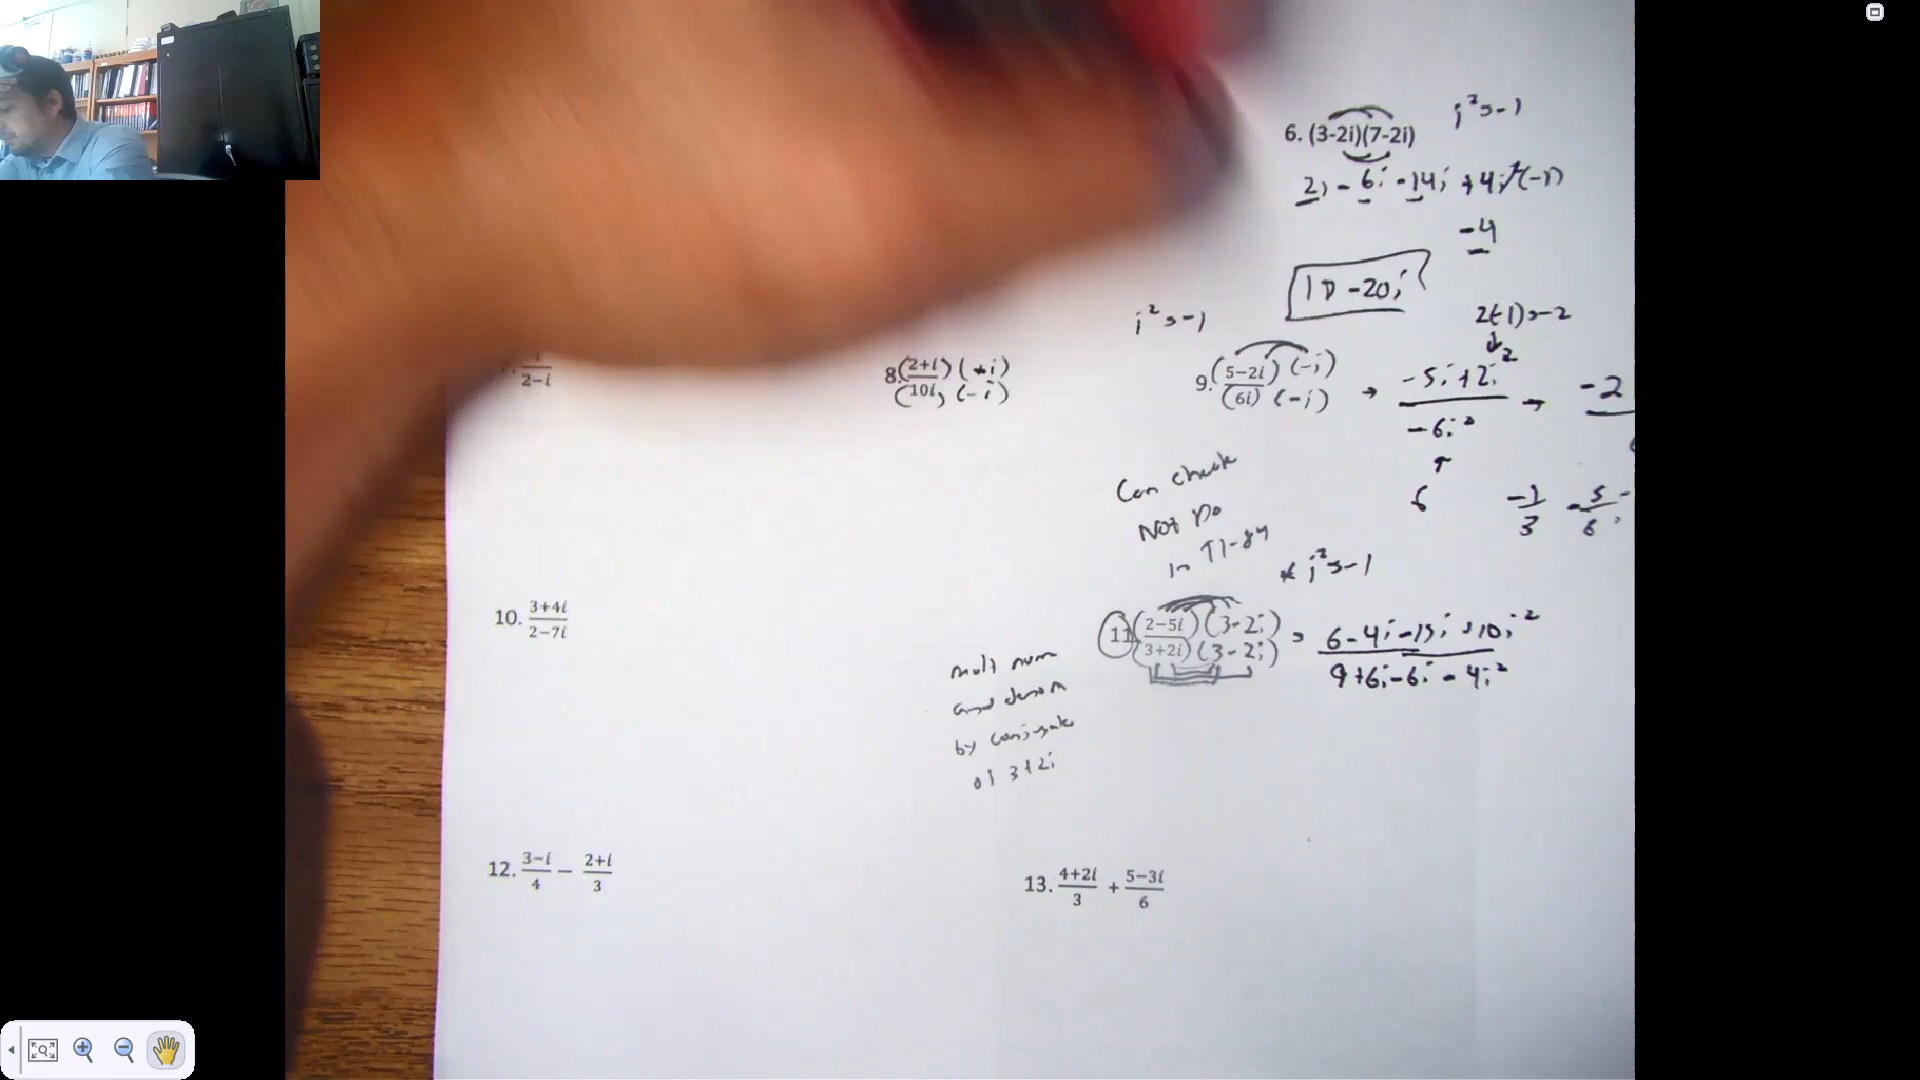 6. (3-2i)(7-2i)
i²=-1
21 - 6i - 14i + 4i²(-1)
-4
17 - 20i
i²=-1
2(-1)=-2
2-i
8. (2+i)(-i)
(10i)(-i)
9. (5-2i)(-i) → -5i+2i² → -2
(6i)(-i) -6i²
6
-1/3 -5/6 i
Can check
Not Do
in TI-84
* i²=-1
10. 3+4i
2-7i
11. (2-5i)(3-2i) = 6-4i-15i+10i²
(3+2i)(3-2i) 9+6i-6i-4i²
mult num
and denom
by conjugate
of 3+2i
12. 3-i/4 - 2+i/3
13. 4+2i/3 + 5-3i/6